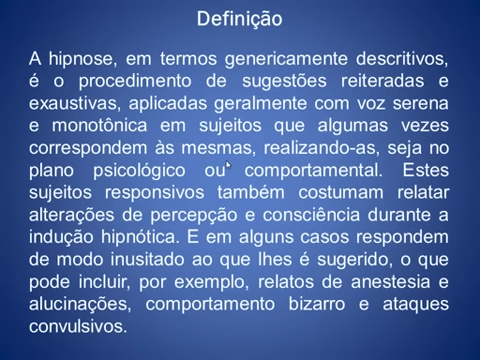 Definição
A hipnose, em termos genericamente descritivos,
é o procedimento de sugestões reiteradas e
exaustivas, aplicadas geralmente com voz serena
e monotônica em sujeitos que algumas vezes
correspondem às mesmas, realizando-as, seja no
plano psicológico ou comportamental. Estes
sujeitos responsivos também costumam relatar
alterações de percepção e consciência durante a
indução hipnótica. E em alguns casos respondem
de modo inusitado ao que lhes é sugerido, o que
pode incluir, por exemplo, relatos de anestesia e
alucinações, comportamento bizarro e ataques
convulsivos.